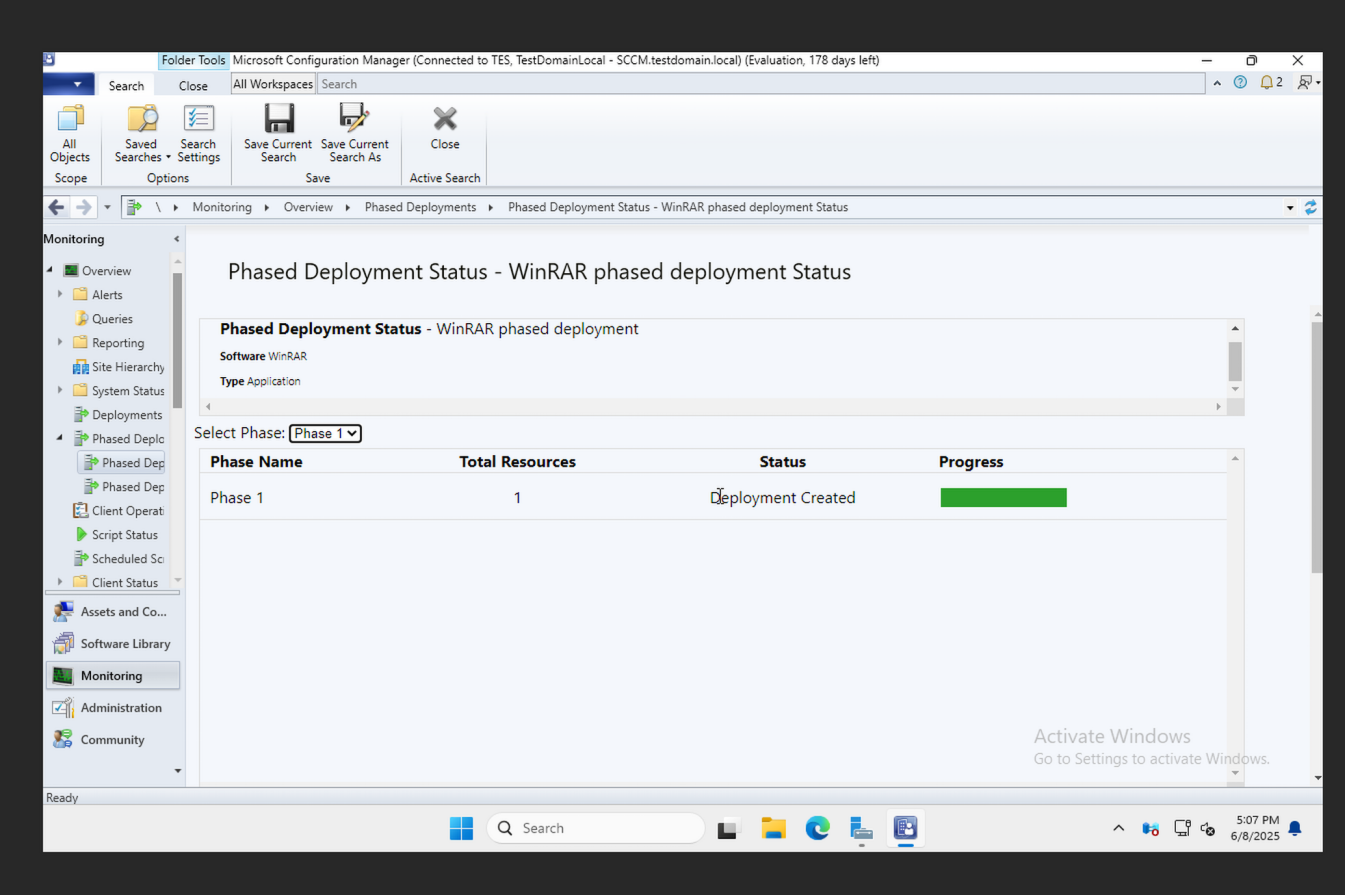 Folder Tools Microsoft Configuration Manager (Connected to TES, TestDomainLocal - SCCM.testdomain.local) (Evaluation, 178 days left)
Search Close All Workspaces Search 2
All Objects
Saved Searches
Search Settings
Save Current Search
Save Current Search As
Close
Scope Options Save Active Search
\ Monitoring Overview Phased Deployments Phased Deployment Status - WinRAR phased deployment Status
Monitoring
Overview
Alerts
Queries
Reporting
Site Hierarchy
System Status
Deployments
Phased Deplo
Phased Dep
Phased Dep
Client Operati
Script Status
Scheduled Sc
Client Status
Assets and Co...
Software Library
Monitoring
Administration
Community
Phased Deployment Status - WinRAR phased deployment Status
Phased Deployment Status - WinRAR phased deployment
Software WinRAR
Type Application
Select Phase: Phase 1
Phase Name Total Resources Status Progress
Phase 1 1 Deployment Created
Activate Windows
Go to Settings to activate Windows.
Ready
Search
5:07 PM
6/8/2025